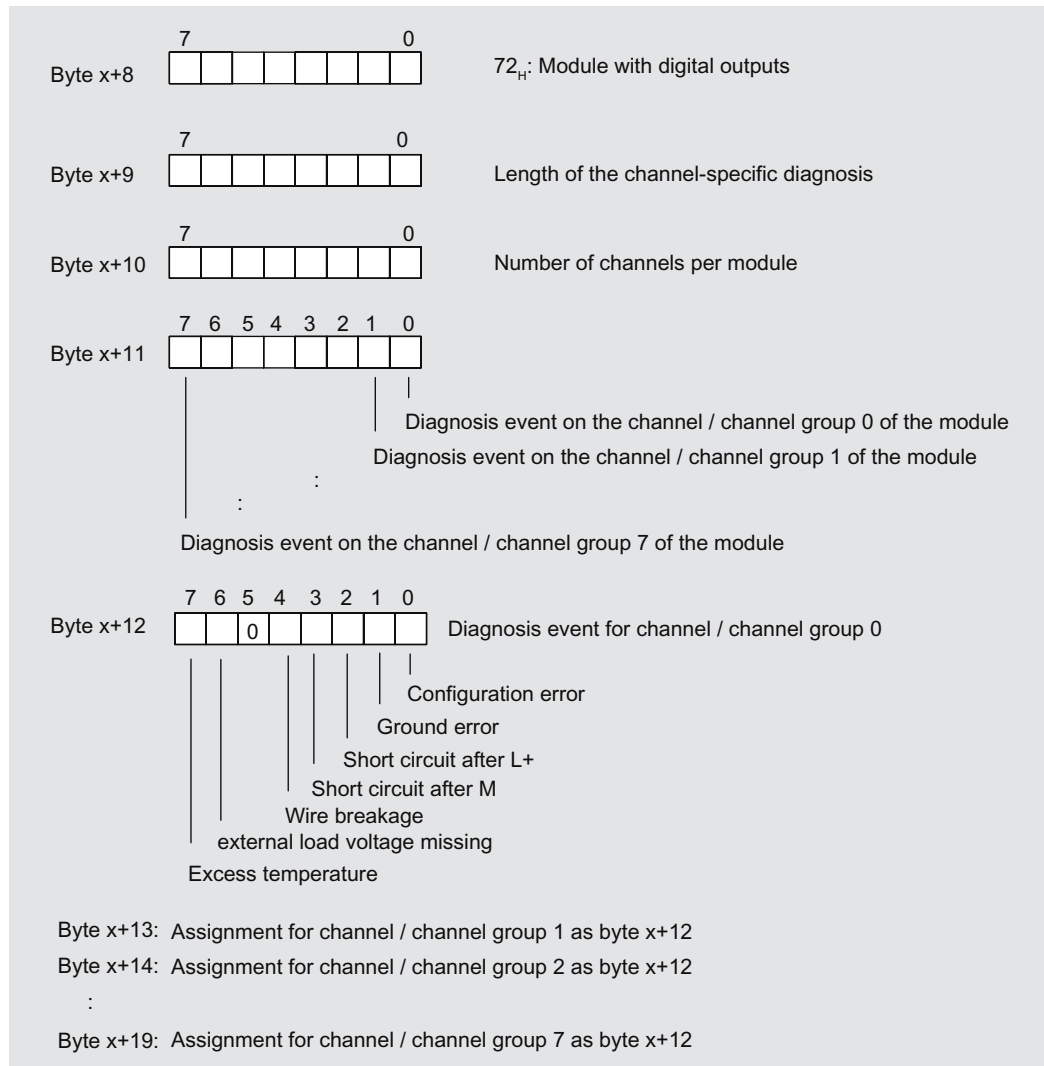 7 0
Byte x+8 72H: Module with digital outputs
7 0
Byte x+9 Length of the channel-specific diagnosis
7 0
Byte x+10 Number of channels per module
7 6 5 4 3 2 1 0
Byte x+11
Diagnosis event on the channel / channel group 0 of the module
Diagnosis event on the channel / channel group 1 of the module
:
:
Diagnosis event on the channel / channel group 7 of the module
7 6 5 4 3 2 1 0
Byte x+12 0 Diagnosis event for channel / channel group 0
Configuration error
Ground error
Short circuit after L+
Short circuit after M
Wire breakage
external load voltage missing
Excess temperature
Byte x+13: Assignment for channel / channel group 1 as byte x+12
Byte x+14: Assignment for channel / channel group 2 as byte x+12
:
Byte x+19: Assignment for channel / channel group 7 as byte x+12